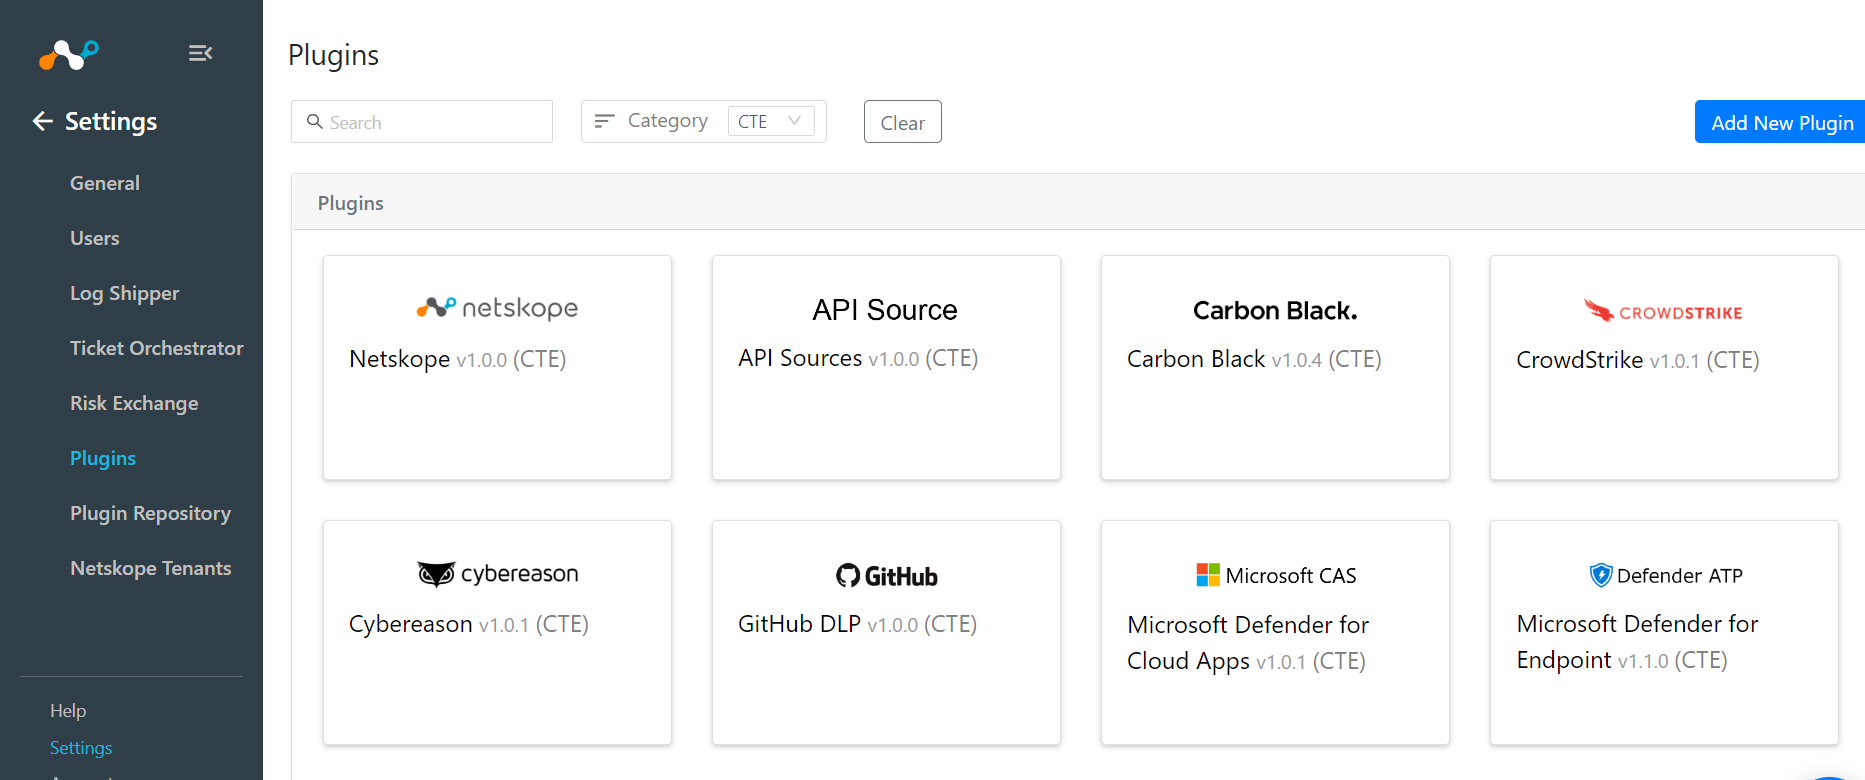 Settings
General
Users
Log Shipper
Ticket Orchestrator
Risk Exchange
Plugins
Plugin Repository
Netskope Tenants
Help
Settings
Plugins
Search
Category CTE
Clear
Add New Plugin
Plugins
netskope
Netskope v1.0.0 (CTE)
API Source
API Sources v1.0.0 (CTE)
Carbon Black.
Carbon Black v1.0.4 (CTE)
CROWDSTRIKE
CrowdStrike v1.0.1 (CTE)
cybereason
Cybereason v1.0.1 (CTE)
GitHub
GitHub DLP v1.0.0 (CTE)
Microsoft CAS
Microsoft Defender for
Cloud Apps v1.0.1 (CTE)
Defender ATP
Microsoft Defender for
Endpoint v1.1.0 (CTE)